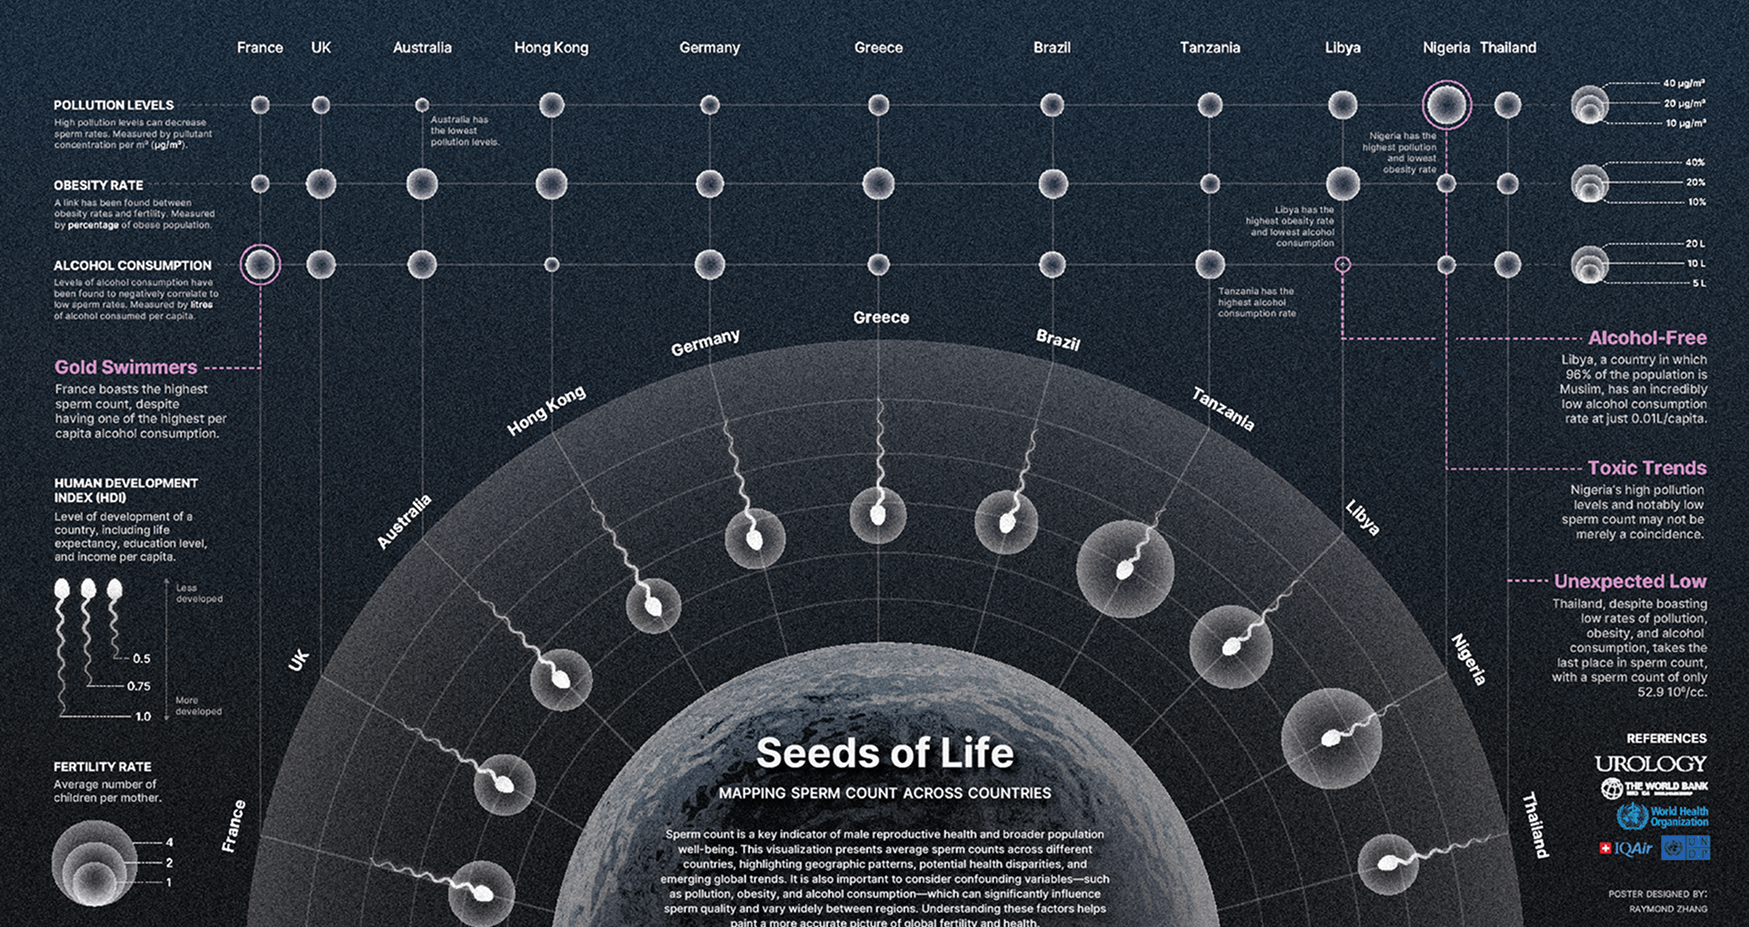 France UK Australia Hong Kong Germany Greece Brazil Tanzania Libya Nigeria Thailand
POLLUTION LEVELS
High pollution levels can decrease
sperm rates. Measured by pullutant
concentration per m³ (µg/m³).
Australia has
the lowest
pollution levels.
Nigeria has the
highest pollution
and lowest
obesity rate
40 µg/m³
20 µg/m³
10 µg/m³
OBESITY RATE
A link has been found between
obesity rates and fertility. Measured
by percentage of obese population.
Libya has the
highest obesity rate
and lowest alcohol
consumption
40%
20%
10%
ALCOHOL CONSUMPTION
Levels of alcohol consumption have
been found to negatively correlate to
low sperm rates. Measured by litres
of alcohol consumed per capita.
Tanzania has the
highest alcohol
consumption rate
20 L
10 L
5 L
Gold Swimmers
France boasts the highest
sperm count, despite
having one of the highest per
capita alcohol consumption.
Alcohol-Free
Libya, a country in which
96% of the population is
Muslim, has an incredibly
low alcohol consumption
rate at just 0.01L/capita.
Toxic Trends
Nigeria's high pollution
levels and notably low
sperm count may not be
merely a coincidence.
Unexpected Low
Thailand, despite boasting
low rates of pollution,
obesity, and alcohol
consumption, takes the
last place in sperm count,
with a sperm count of only
52.9 10⁶/cc.
HUMAN DEVELOPMENT
INDEX (HDI)
Level of development of a
country, including life
expectancy, education level,
and income per capita.
Less
developed
0.5
0.75
1.0
More
developed
FERTILITY RATE
Average number of
children per mother.
4
2
1
France
UK
Australia
Hong Kong
Germany
Greece
Brazil
Tanzania
Libya
Nigeria
Thailand
Seeds of Life
MAPPING SPERM COUNT ACROSS COUNTRIES
Sperm count is a key indicator of male reproductive health and broader population
well-being. This visualization presents average sperm counts across different
countries, highlighting geographic patterns, potential health disparities, and
emerging global trends. It is also important to consider confounding variables—such
as pollution, obesity, and alcohol consumption—which can significantly influence
sperm quality and vary widely between regions. Understanding these factors helps
paint a more accurate picture of global fertility and health.
REFERENCES
UROLOGY
THE WORLD BANK
World Health
Organization
IQAir
UN
DP
POSTER DESIGNED BY:
RAYMOND ZHANG